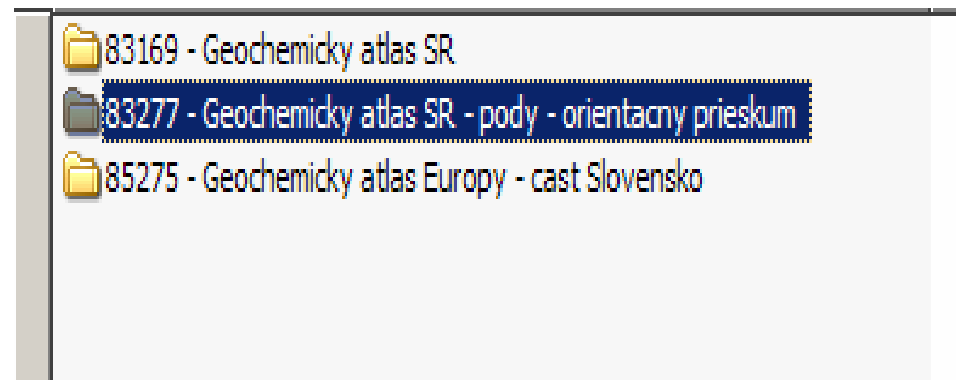 83169 - Geochemicky atlas SR
83277 - Geochemicky atlas SR - pody - orientacny prieskum
85275 - Geochemicky atlas Europy - cast Slovensko